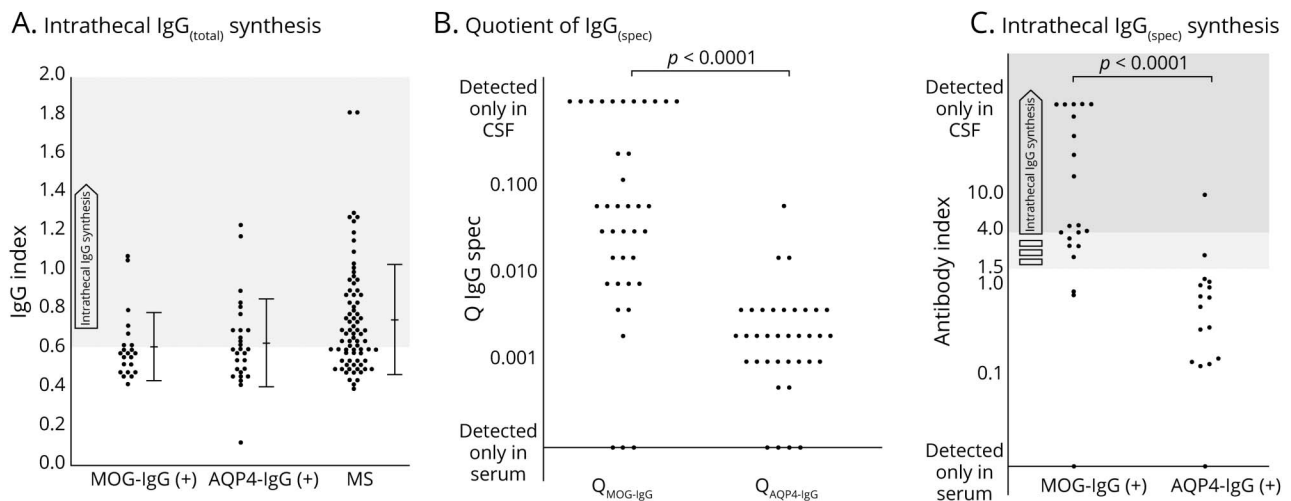 A. Intrathecal IgG(total) synthesis
2.0
1.8
1.6
1.4
1.2
1.0
0.8
0.6
0.4
0.2
0.0
IgG index
Intrathecal IgG synthesis
MOG-IgG (+) AQP4-IgG (+) MS
B. Quotient of IgG(spec)
p < 0.0001
Detected
only in
CSF
0.100
0.010
0.001
Detected
only in
serum
Q IgG spec
QMOG-IgG QAQP4-IgG
C. Intrathecal IgG(spec) synthesis
p < 0.0001
Detected
only in
CSF
10.0
4.0
1.5
1.0
0.1
Detected
only in
serum
Antibody index
Intrathecal IgG synthesis
MOG-IgG (+) AQP4-IgG (+)